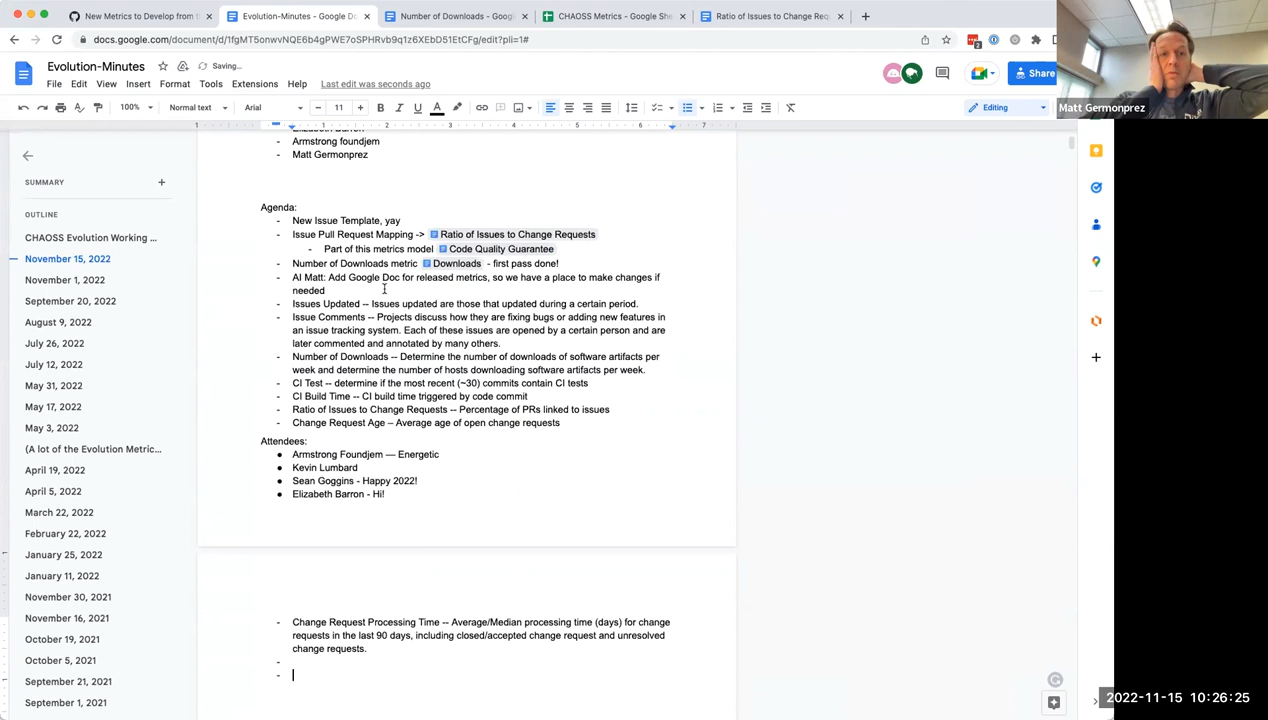 New Metrics to Develop from t
Evolution-Minutes - Google Do
Number of Downloads - Goog
CHAOSS Metrics - Google She
Ratio of Issues to Change Req
docs.google.com/document/d/1fgMT5onwvNQE6b4gPWE7oSPHRvb9q1z6XEbD51EtCFg/edit?pli=1#
Evolution-Minutes
Saving...
File Edit View Insert Format Tools Extensions Help Last edit was seconds ago
Share
Matt Germonprez
100% Normal text Arial 11 Editing
1 1 2 3 4 5 6 7
SUMMARY
OUTLINE
CHAOSS Evolution Working ...
November 15, 2022
November 1, 2022
September 20, 2022
August 9, 2022
July 26, 2022
July 12, 2022
May 31, 2022
May 17, 2022
May 3, 2022
(A lot of the Evolution Metric...
April 19, 2022
April 5, 2022
March 22, 2022
February 22, 2022
January 25, 2022
January 11, 2022
November 30, 2021
November 16, 2021
October 19, 2021
October 5, 2021
September 21, 2021
September 1, 2021
Elizabeth Barron
- Armstrong foundjem
- Matt Germonprez
Agenda:
- New Issue Template, yay
- Issue Pull Request Mapping -> Ratio of Issues to Change Requests
- Part of this metrics model Code Quality Guarantee
- Number of Downloads metric Downloads - first pass done!
- AI Matt: Add Google Doc for released metrics, so we have a place to make changes if
needed
- Issues Updated -- Issues updated are those that updated during a certain period.
- Issue Comments -- Projects discuss how they are fixing bugs or adding new features in
an issue tracking system. Each of these issues are opened by a certain person and are
later commented and annotated by many others.
- Number of Downloads -- Determine the number of downloads of software artifacts per
week and determine the number of hosts downloading software artifacts per week.
- CI Test -- determine if the most recent (~30) commits contain CI tests
- CI Build Time -- CI build time triggered by code commit
- Ratio of Issues to Change Requests -- Percentage of PRs linked to issues
- Change Request Age – Average age of open change requests
Attendees:
● Armstrong Foundjem — Energetic
● Kevin Lumbard
● Sean Goggins - Happy 2022!
● Elizabeth Barron - Hi!
- Change Request Processing Time -- Average/Median processing time (days) for change
requests in the last 90 days, including closed/accepted change request and unresolved
change requests.
-
-
2022-11-15 10:26:25